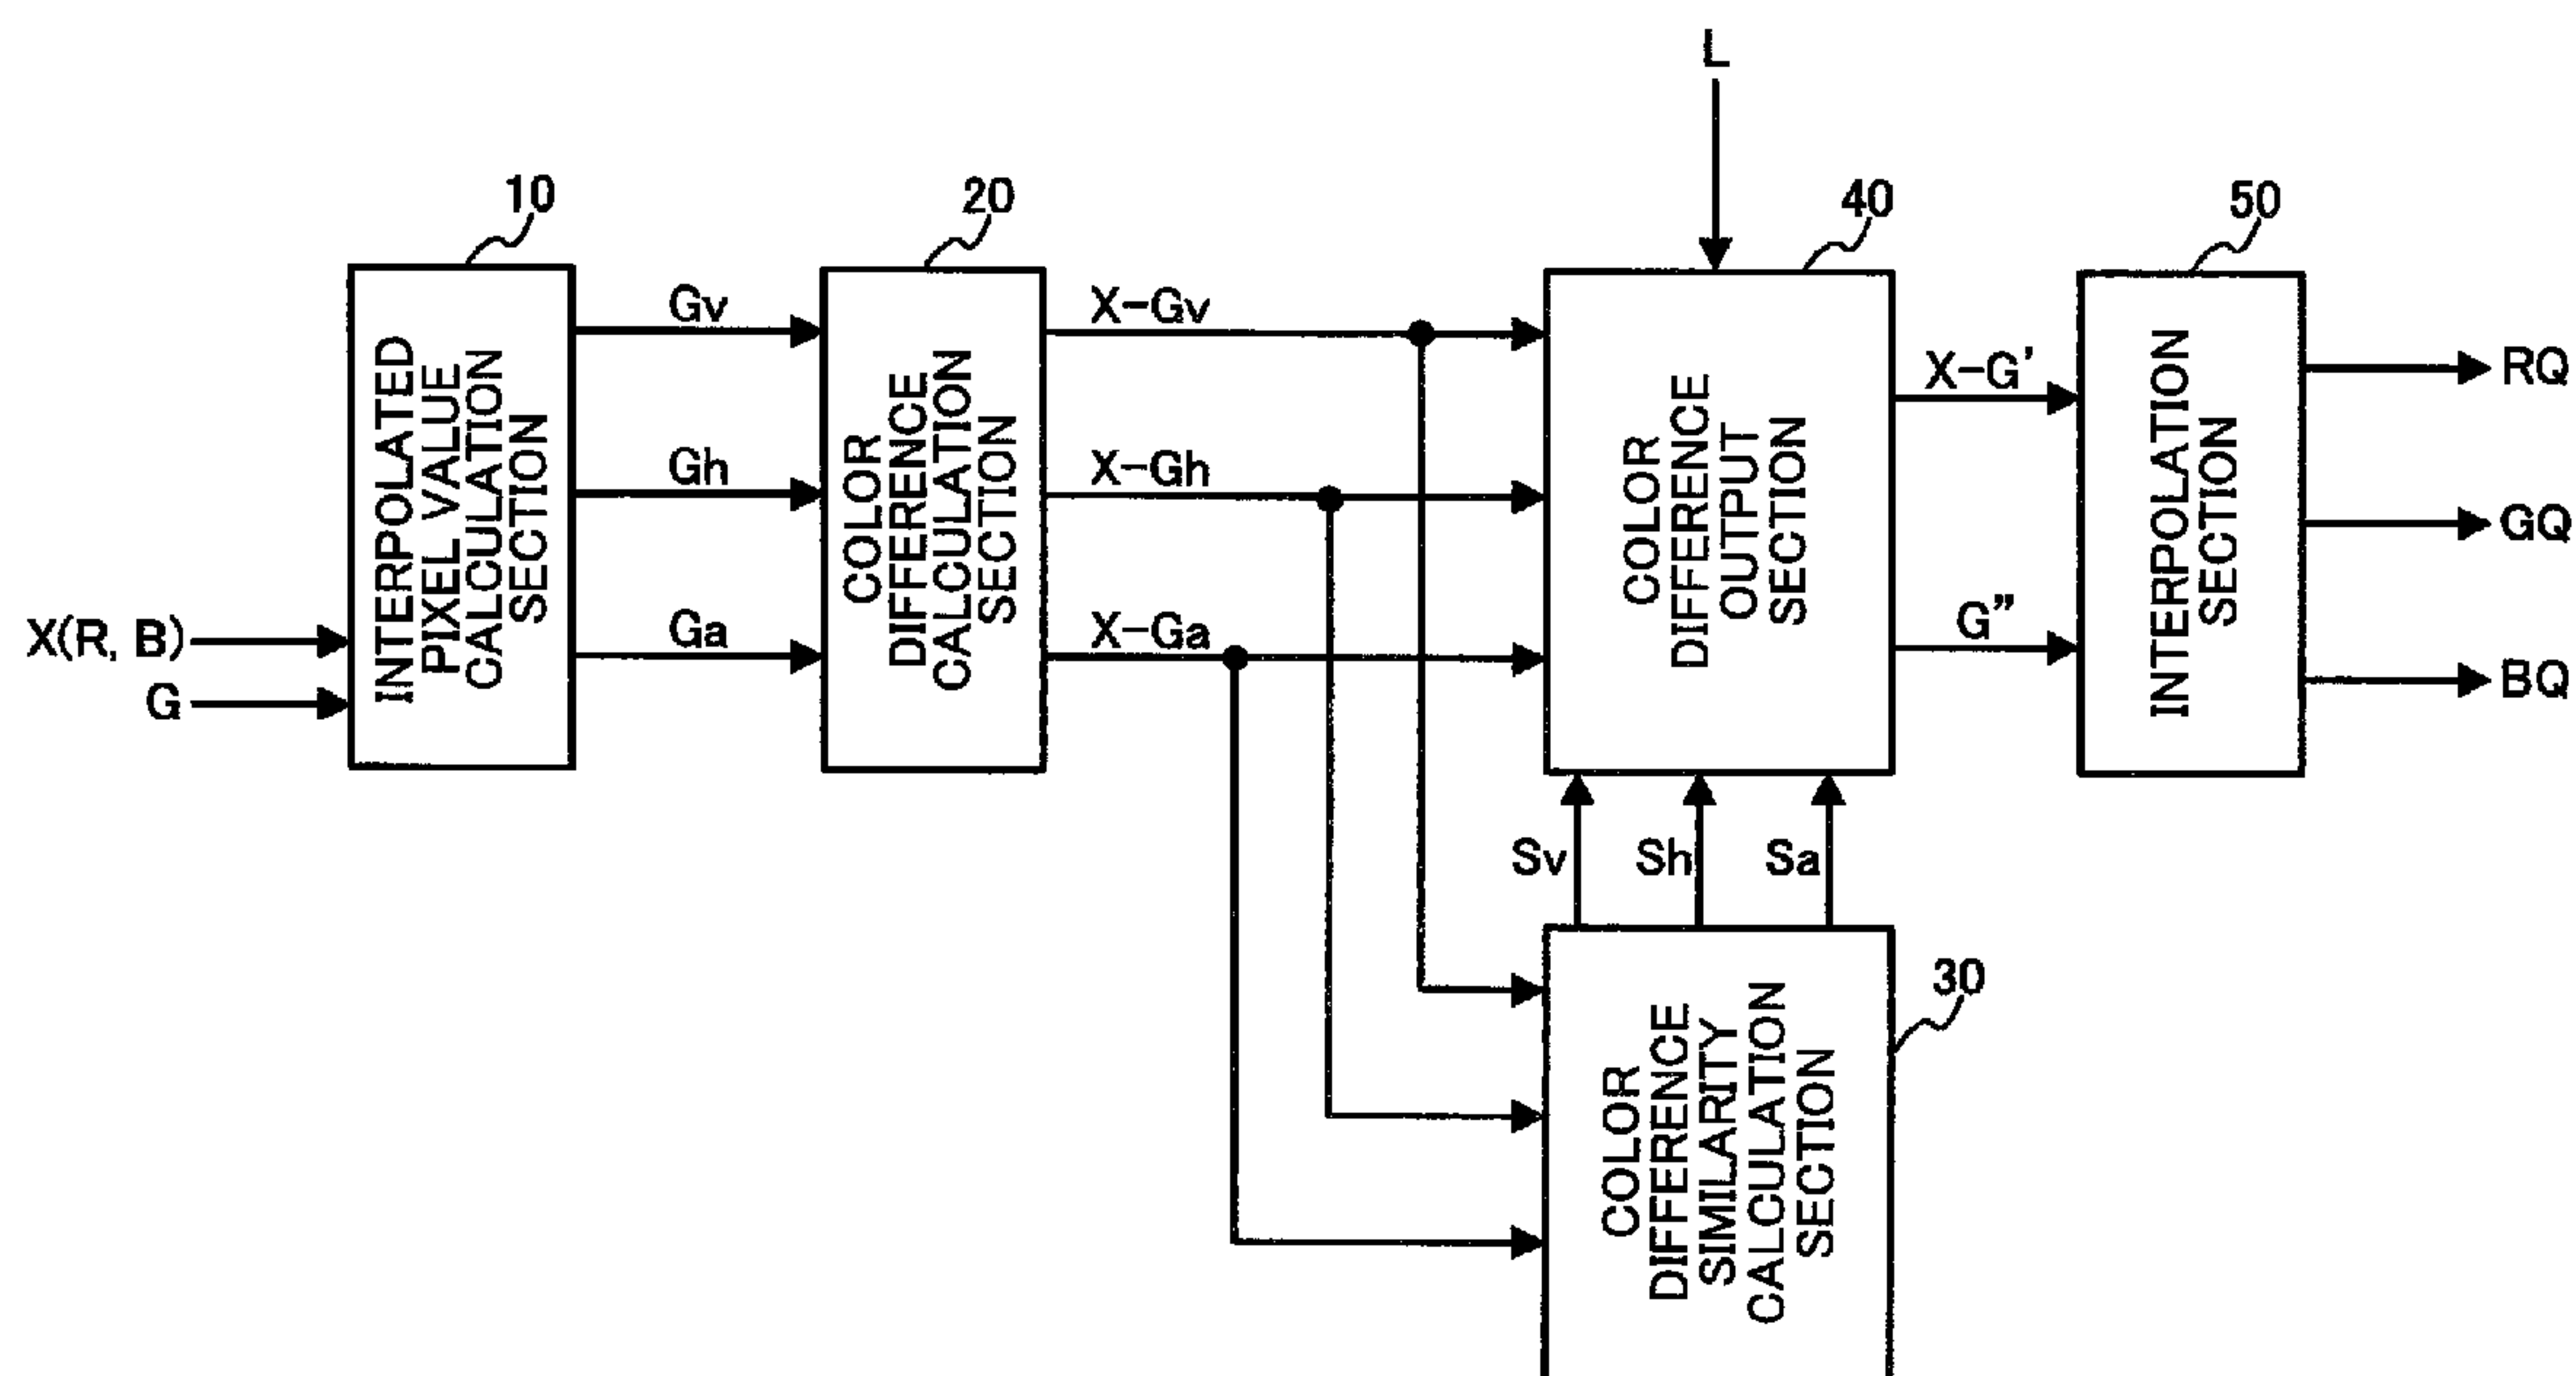 L
10
20
40
50
INTERPOLATED
PIXEL VALUE
CALCULATION
SECTION
COLOR
DIFFERENCE
CALCULATION
SECTION
COLOR
DIFFERENCE
OUTPUT
SECTION
INTERPOLATION
SECTION
X(R, B)
G
Gv
Gh
Ga
X-Gv
X-Gh
X-Ga
X-G'
G"
RQ
GQ
BQ
Sv
Sh
Sa
30
COLOR
DIFFERENCE
SIMILARITY
CALCULATION
SECTION